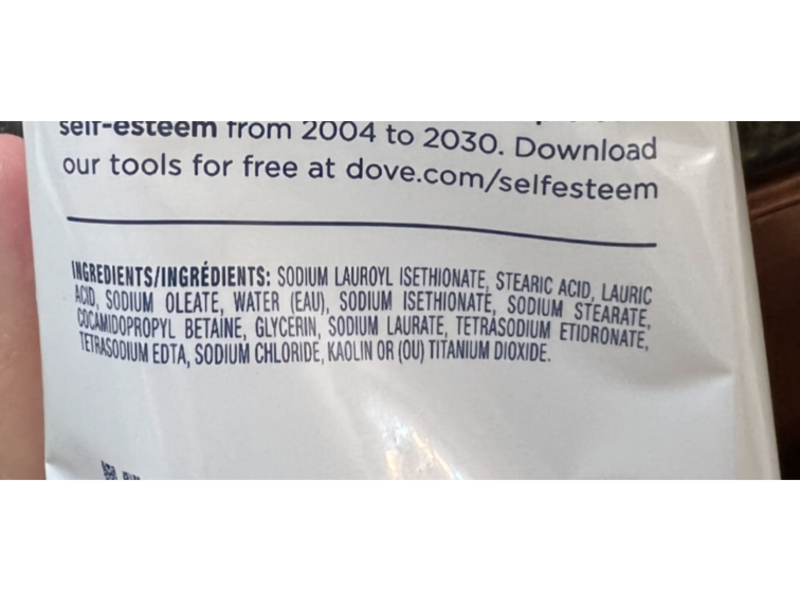 self-esteem from 2004 to 2030. Download
our tools for free at dove.com/selfesteem
INGREDIENTS/INGRÉDIENTS: SODIUM LAUROYL ISETHIONATE, STEARIC ACID, LAURIC
ACID, SODIUM OLEATE, WATER (EAU), SODIUM ISETHIONATE, SODIUM STEARATE,
COCAMIDOPROPYL BETAINE, GLYCERIN, SODIUM LAURATE, TETRASODIUM ETIDRONATE,
TETRASODIUM EDTA, SODIUM CHLORIDE, KAOLIN OR (OU) TITANIUM DIOXIDE.